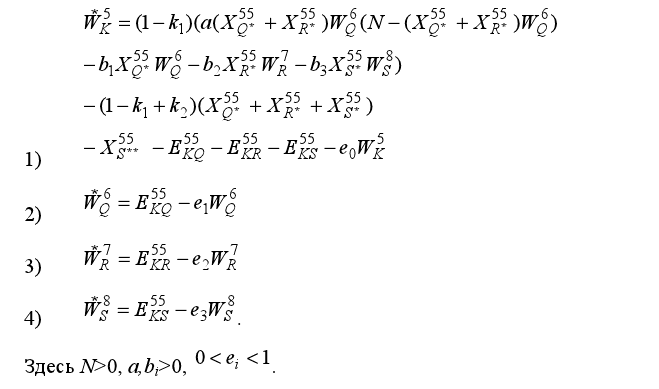 $\overset{*}{W}{}_{K}^{5} = (1-k_1)(a(X_{Q^*}^{55} + X_{R^*}^{55})W_Q^6(N-(X_{Q^*}^{55} + X_{R^*}^{55})W_Q^6)$
$-b_1X_{Q^*}^{55}W_Q^6 - b_2X_{R^*}^{55}W_R^7 - b_3X_{S^*}^{55}W_S^8)$
$-(1-k_1+k_2)(X_{Q^*}^{55} + X_{R^*}^{55} + X_{S^*}^{55})$
1) $-X_{S^{**}}^{55} - E_{KQ}^{55} - E_{KR}^{55} - E_{KS}^{55} - e_0W_K^5$
2) $\overset{*}{W}{}_{Q}^{6} = E_{KQ}^{55} - e_1W_Q^6$
3) $\overset{*}{W}{}_{R}^{7} = E_{KR}^{55} - e_2W_R^7$
4) $\overset{*}{W}{}_{S}^{8} = E_{KS}^{55} - e_3W_S^8$.
Здесь N>0, a,b_i>0, $0 < e_i < 1$.